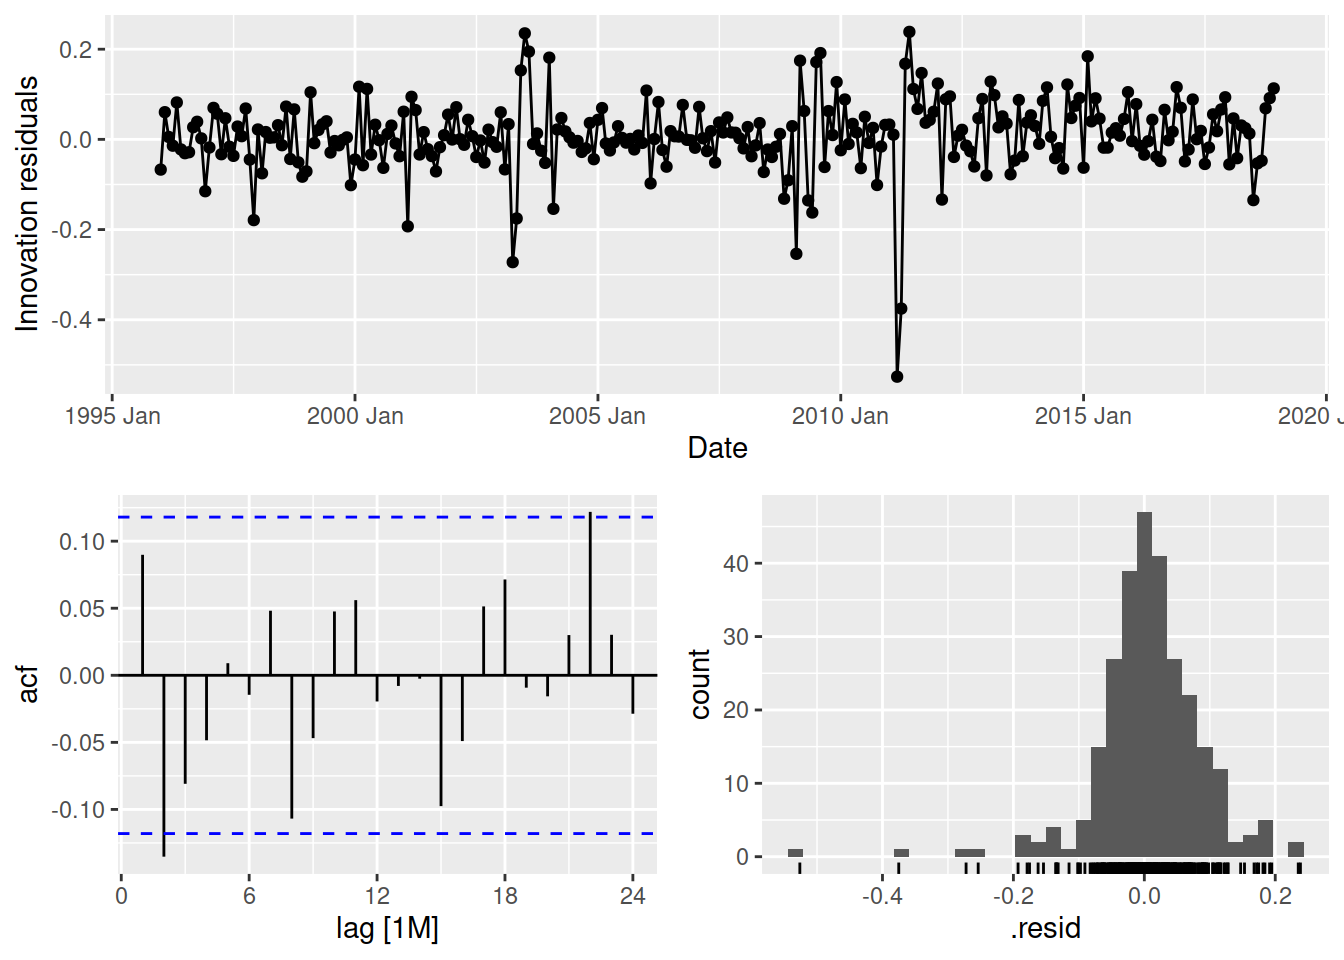 Innovation residuals
0.2
0.0
-0.2
-0.4
1995 Jan 2000 Jan 2005 Jan 2010 Jan 2015 Jan 2020 J
Date
acf
0.10
0.05
0.00
-0.05
-0.10
0 6 12 18 24
lag [1M]
count
40
30
20
10
0
-0.4 -0.2 0.0 0.2
.resid